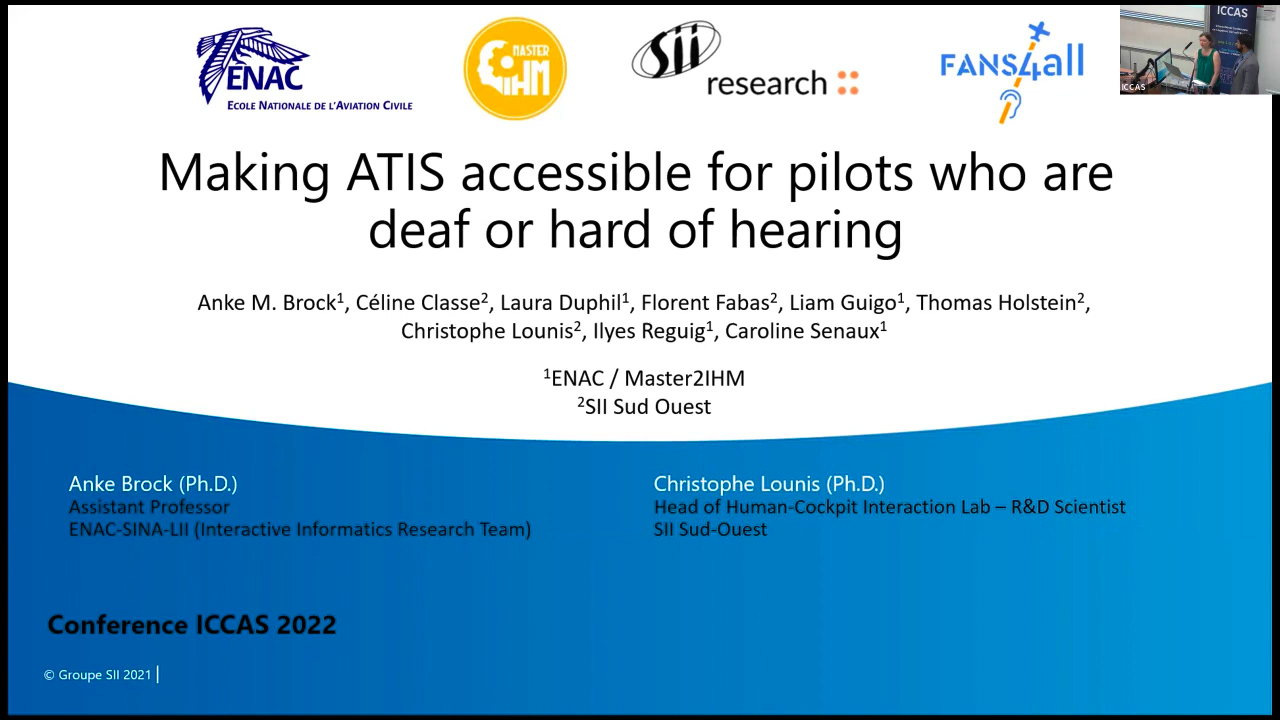 ENAC
ECOLE NATIONALE DE L'AVIATION CIVILE
MASTER
IHM
sii
research
FANS4all
ICCAS
ICCAS
Making ATIS accessible for pilots who are
deaf or hard of hearing
Anke M. Brock¹, Céline Classe², Laura Duphil¹, Florent Fabas², Liam Guigo¹, Thomas Holstein²,
Christophe Lounis², Ilyes Reguig¹, Caroline Senaux¹
¹ENAC / Master2IHM
²SII Sud Ouest
Anke Brock (Ph.D.)
Assistant Professor
ENAC-SINA-LII (Interactive Informatics Research Team)
Christophe Lounis (Ph.D.)
Head of Human-Cockpit Interaction Lab – R&D Scientist
SII Sud-Ouest
Conference ICCAS 2022
© Groupe SII 2021